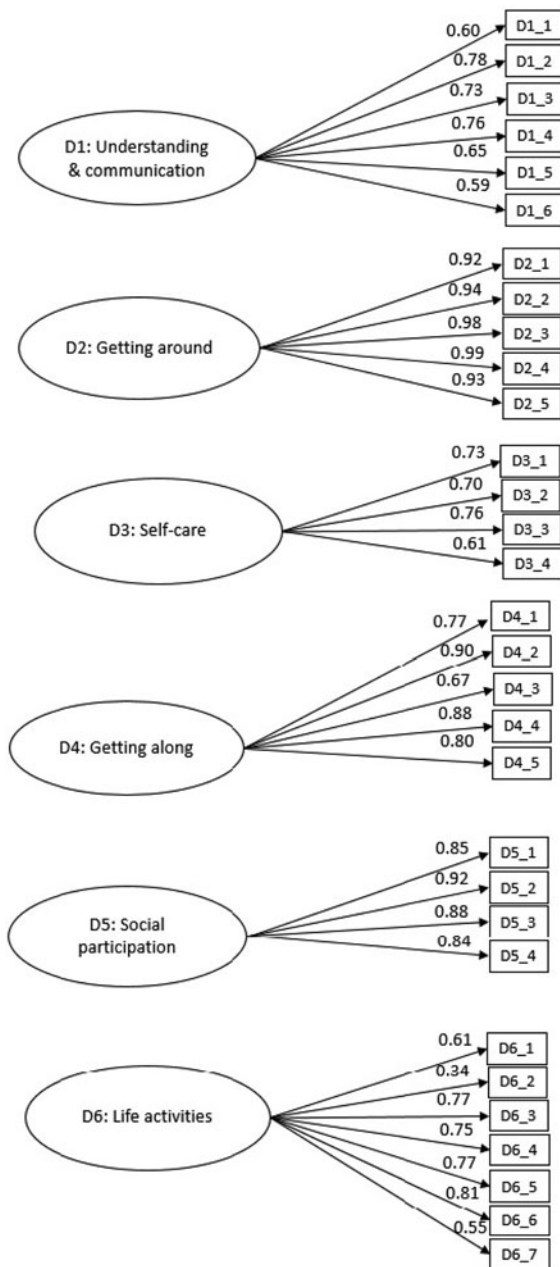 0.60
D1_1
0.78
D1_2
0.73
D1_3
D1: Understanding
& communication
0.76
D1_4
0.65
D1_5
0.59
D1_6
0.92
D2_1
0.94
D2_2
D2: Getting around
0.98
D2_3
0.99
D2_4
0.93
D2_5
0.73
D3_1
0.70
D3_2
D3: Self-care
0.76
D3_3
0.61
D3_4
0.77
D4_1
0.90
D4_2
0.67
D4_3
D4: Getting along
0.88
D4_4
0.80
D4_5
0.85
D5_1
0.92
D5_2
D5: Social
participation
0.88
D5_3
0.84
D5_4
0.61
D6_1
0.34
D6_2
D6: Life activities
0.77
D6_3
0.75
D6_4
0.77
D6_5
0.81
D6_6
0.55
D6_7